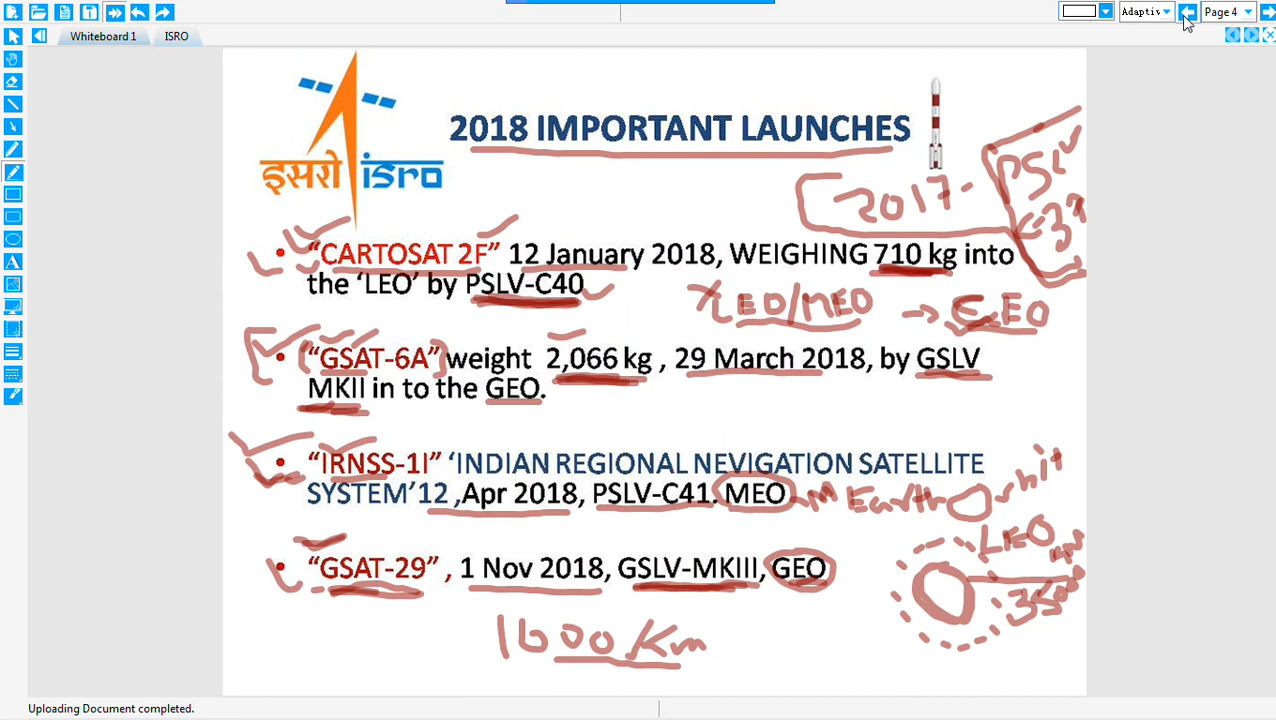 Adaptiv
Page 4
Whiteboard 1
ISRO
इसरो isro
2018 IMPORTANT LAUNCHES
PSLV
C-37
2017-
• “CARTOSAT 2F” 12 January 2018, WEIGHING 710 kg into
the ‘LEO’ by PSLV-C40
LEO/MEO → GEO
• “GSAT-6A” weight 2,066 kg , 29 March 2018, by GSLV
MKII in to the GEO.
• “IRNSS-1I” ‘INDIAN REGIONAL NEVIGATION SATELLITE
SYSTEM’12 ,Apr 2018, PSLV-C41. MEO
Earth Orbit
LEO
• “GSAT-29” , 1 Nov 2018, GSLV-MKIII, GEO
35000
1600 Km
Uploading Document completed.